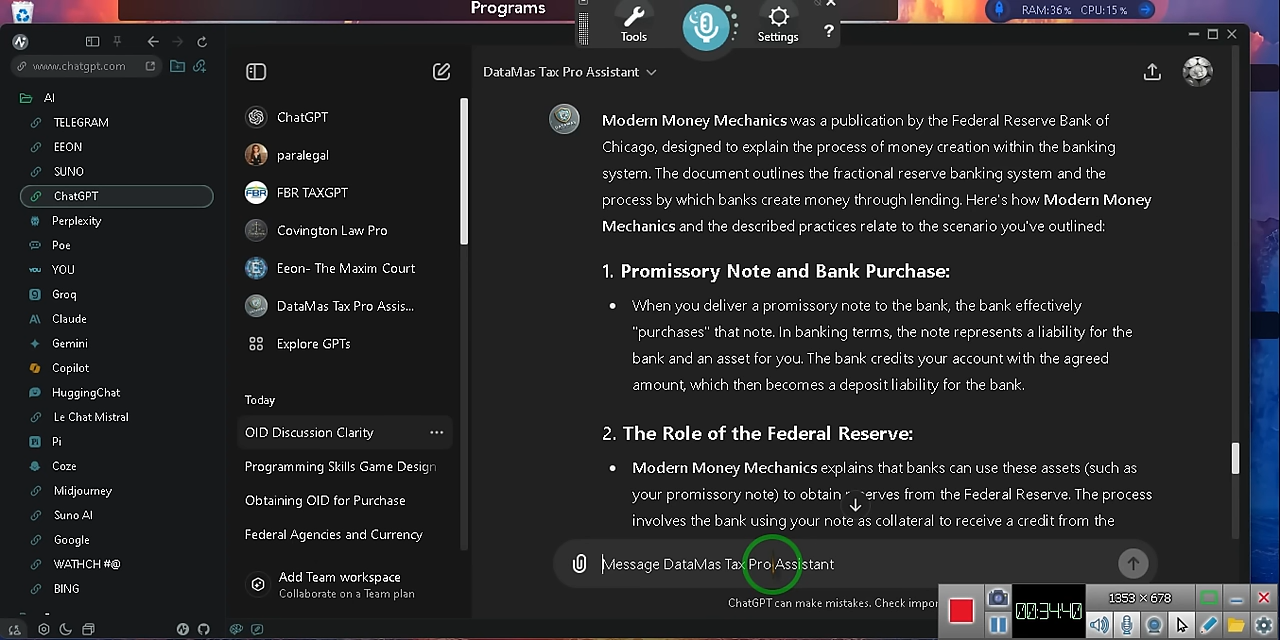 Programs
Tools
Settings
?
RAM:36% CPU:15%
www.chatgpt.com
AI
TELEGRAM
EEON
SUNO
ChatGPT
Perplexity
Poe
YOU
Groq
Claude
Gemini
Copilot
HuggingChat
Le Chat Mistral
Pi
Coze
Midjourney
Suno AI
Google
WATHCH #@
BING
ChatGPT
paralegal
FBR TAXGPT
Covington Law Pro
Eeon- The Maxim Court
DataMas Tax Pro Assis...
Explore GPTs
Today
OID Discussion Clarity
Programming Skills Game Design
Obtaining OID for Purchase
Federal Agencies and Currency
Add Team workspace
Collaborate on a Team plan
DataMas Tax Pro Assistant
Modern Money Mechanics was a publication by the Federal Reserve Bank of
Chicago, designed to explain the process of money creation within the banking
system. The document outlines the fractional reserve banking system and the
process by which banks create money through lending. Here's how Modern Money
Mechanics and the described practices relate to the scenario you've outlined:
1. Promissory Note and Bank Purchase:
When you deliver a promissory note to the bank, the bank effectively
"purchases" that note. In banking terms, the note represents a liability for the
bank and an asset for you. The bank credits your account with the agreed
amount, which then becomes a deposit liability for the bank.
2. The Role of the Federal Reserve:
Modern Money Mechanics explains that banks can use these assets (such as
your promissory note) to obtain reserves from the Federal Reserve. The process
involves the bank using your note as collateral to receive a credit from the
Message DataMas Tax Pro Assistant
ChatGPT can make mistakes. Check impor
1353 × 678
00:34:40